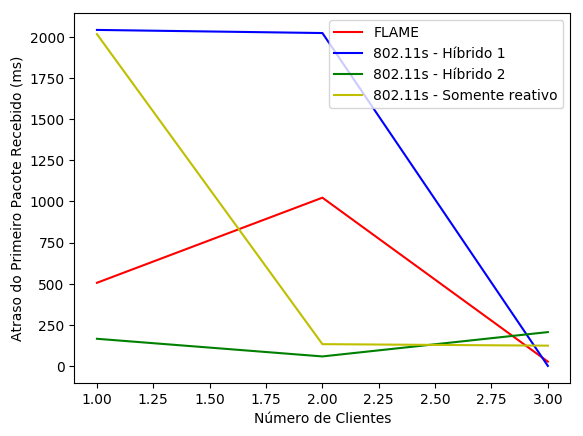 FLAME
802.11s - Híbrido 1
802.11s - Híbrido 2
802.11s - Somente reativo
Atraso do Primeiro Pacote Recebido (ms)
2000
1750
1500
1250
1000
750
500
250
0
1.00 1.25 1.50 1.75 2.00 2.25 2.50 2.75 3.00
Número de Clientes